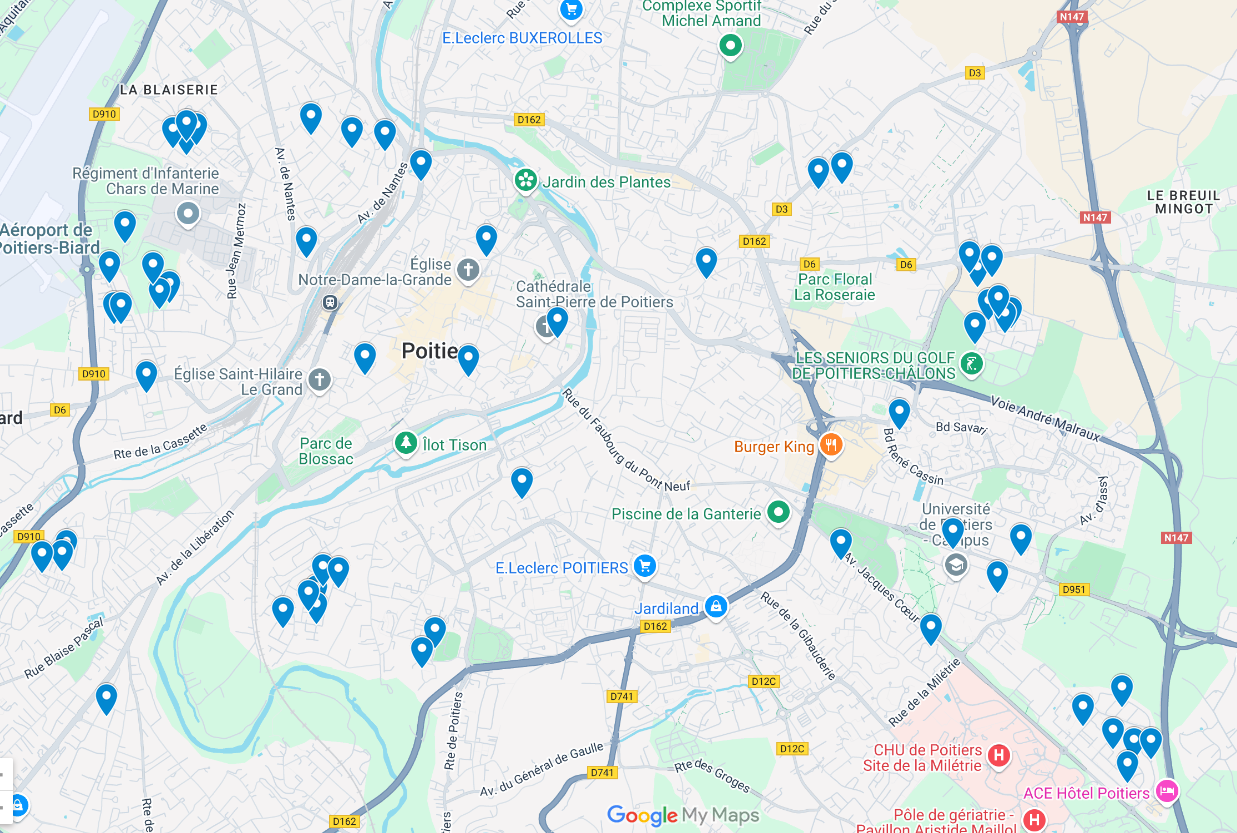 Complexe Sportif
Michel Amand
N147
E.Leclerc BUXEROLLES
D3
LA BLAISERIE
D910
D162
Av. de Nantes
Av. de Nantes
Régiment d'Infanterie
Chars de Marine
Jardin des Plantes
LE BREUIL
MINGOT
D3
N147
Rue Jean Mermoz
Aéroport de
Poitiers-Biard
D162
Église
Notre-Dame-la-Grande
D6
D6
Parc Floral
La Roseraie
Cathédrale
Saint-Pierre de Poitiers
Poitie
LES SENIORS DU GOLF
DE POITIERS-CHÂLONS
D910
Église Saint-Hilaire
Le Grand
D6
ard
Voie André Malraux
Rue du Faubourg du Pont Neuf
Bd Savari
Bd René Cassin
Rte de la Cassette
Parc de
Blossac
Îlot Tison
Burger King
Av. d'Iassy
Cassette
Av. de la Libération
Piscine de la Ganterie
Université
de Poitiers
- Campus
D910
N147
E.Leclerc POITIERS
Av. Jacques Cœur
D951
Jardiland
Rue de la Gibauderie
D162
Rue Blaise Pascal
Rue de la Milétrie
D12C
D741
Rte de Poitiers
D12C
CHU de Poitiers
Site de la Milétrie
H
Av. du Général de Gaulle
D741
Rte des Groges
ACE Hôtel Poitiers
Rte de
D162
Google My Maps
Pôle de gériatrie -
Pavillon Aristide Maillol
H